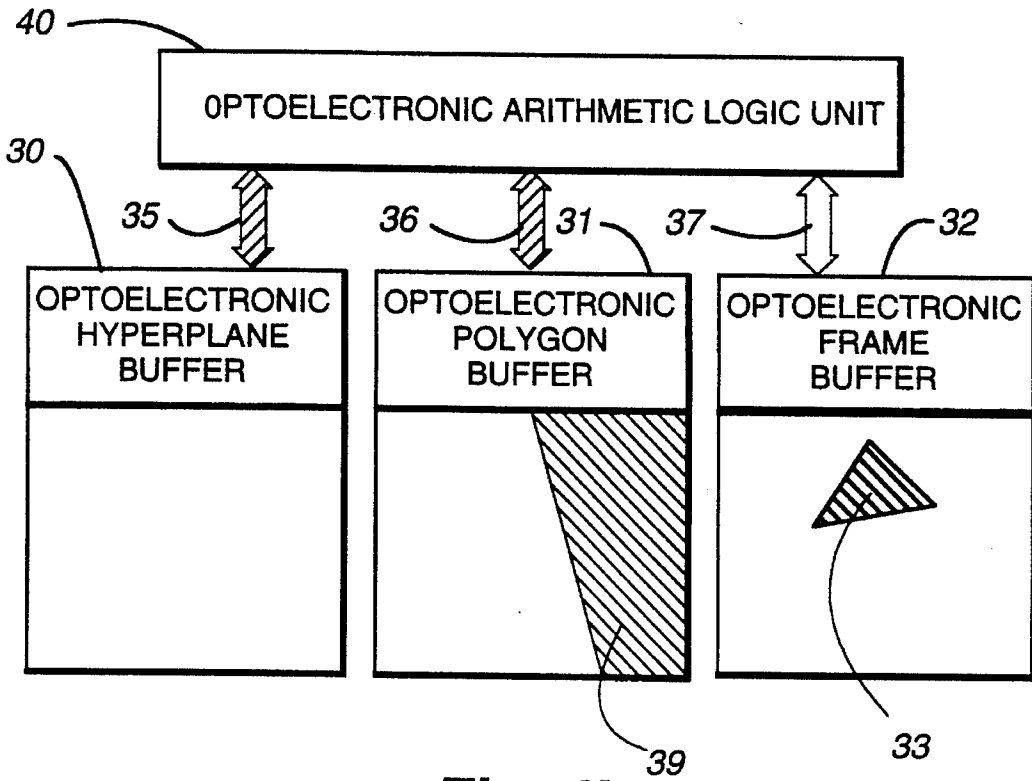 40
0PTOELECTRONIC ARITHMETIC LOGIC UNIT
30
35
36
31
37
32
OPTOELECTRONIC
HYPERPLANE
BUFFER
OPTOELECTRONIC
POLYGON
BUFFER
OPTOELECTRONIC
FRAME
BUFFER
39
33